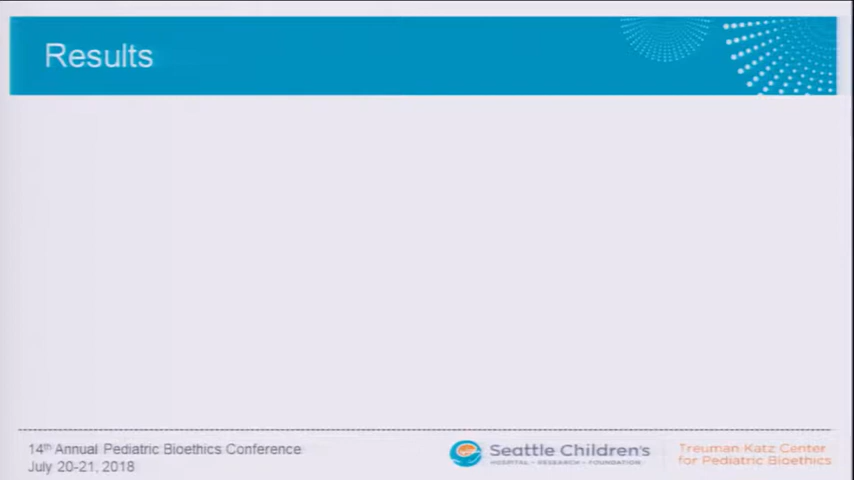 Results
14th Annual Pediatric Bioethics Conference
July 20-21, 2018
Seattle Children's
HOSPITAL • RESEARCH • FOUNDATION
Treuman Katz Center
for Pediatric Bioethics